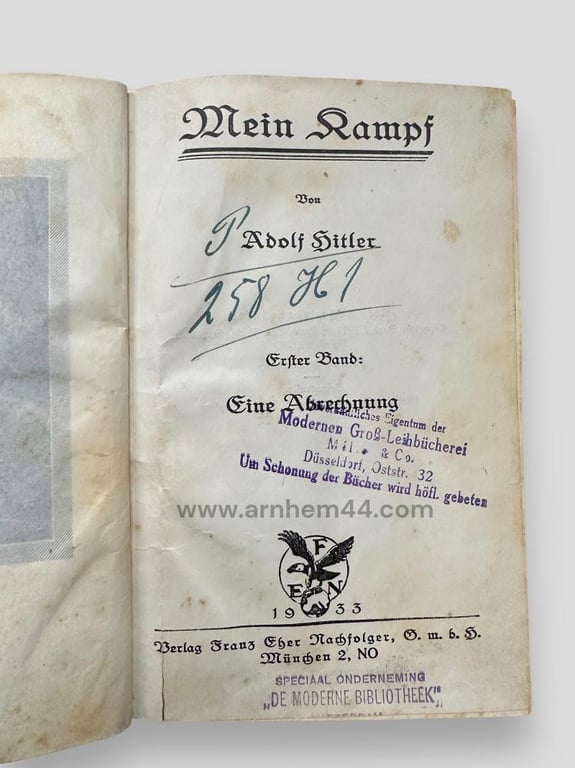 Mein Kampf
Von
P Adolf Hitler
258 H1
Erster Band:
Eine Abrechnung
Eigentum der
Modernen Groß-Leihbücherei
& Co.
Düsseldorf, Oststr. 32
Um Schonung der Bücher wird höfl. gebeten
www.arnhem44.com
F
E N
1933
Verlag Franz Eher Nachfolger, G. m. b. H.
München 2, NO
SPECIAAL ONDERNEMING
„DE MODERNE BIBLIOTHEEK"
AMSTERDAM